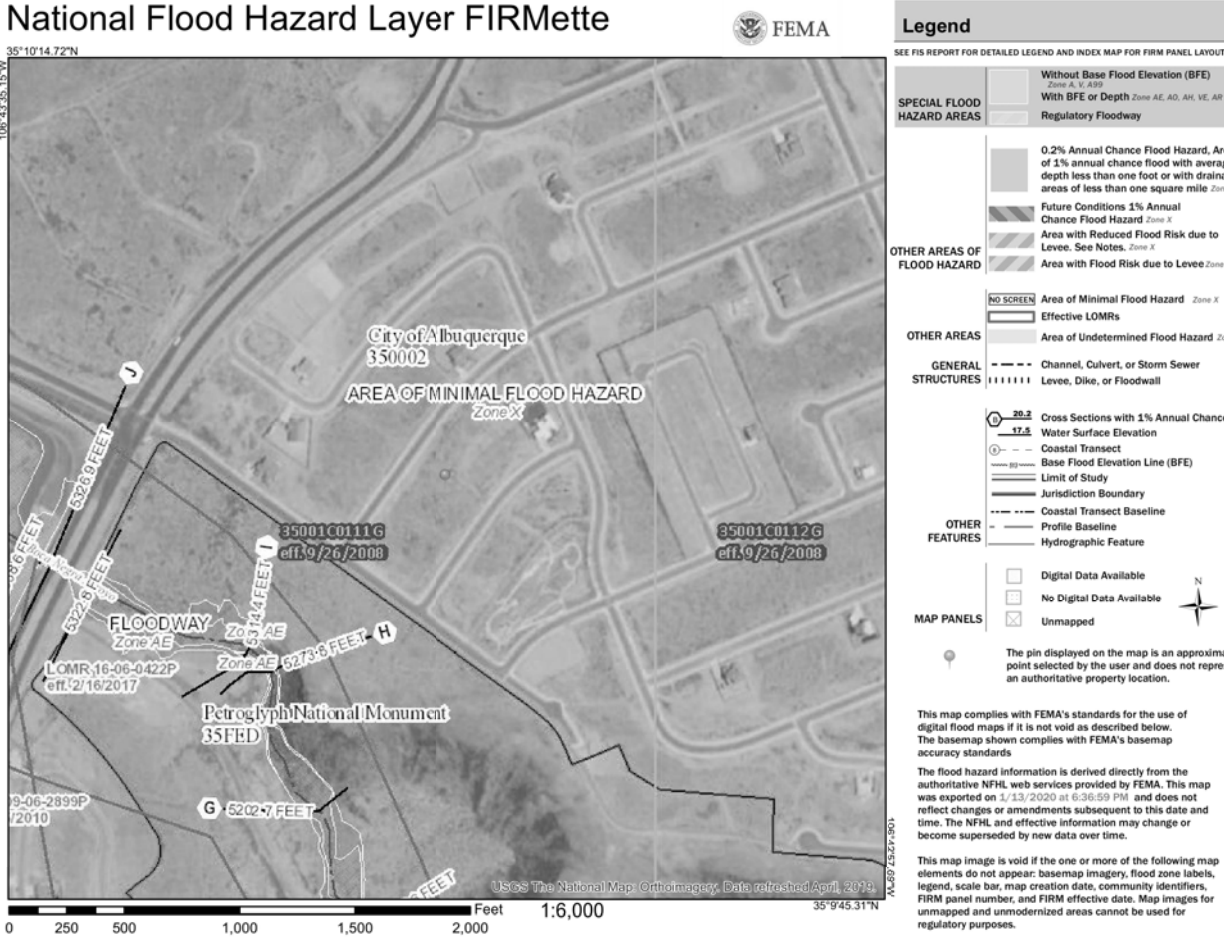 National Flood Hazard Layer FIRMette
FEMA
35°10'14.72"N
106°43'35.15"W
City of Albuquerque
350002
AREA OF MINIMAL FLOOD HAZARD
Zone X
J
5326.9 FEET
8.6 FEET
5322.8 FEET
35001C0111G
eff. 9/26/2008
35001C0112G
eff. 9/26/2008
I
5314.4 FEET
FLOODWAY
Zone AE
Zone AE
Zone AE
5273.8 FEET
H
LOMR 16-06-0422P
eff. 2/16/2017
Petroglyph National Monument
35FED
09-06-2899P
/2010
G
5202.7 FEET
FEET
USGS The National Map: Orthoimagery. Data refreshed April, 2019.
106°42'57.69"W
35°9'45.31"N
0 250 500 1,000 1,500 2,000
Feet
1:6,000
Legend
SEE FIS REPORT FOR DETAILED LEGEND AND INDEX MAP FOR FIRM PANEL LAYOUT
SPECIAL FLOOD
HAZARD AREAS
Without Base Flood Elevation (BFE)
Zone A, V, A99
With BFE or Depth Zone AE, AO, AH, VE, AR
Regulatory Floodway
OTHER AREAS OF
FLOOD HAZARD
0.2% Annual Chance Flood Hazard, Are
of 1% annual chance flood with averag
depth less than one foot or with draina
areas of less than one square mile Zon
Future Conditions 1% Annual
Chance Flood Hazard Zone X
Area with Reduced Flood Risk due to
Levee. See Notes. Zone X
Area with Flood Risk due to Levee Zone
OTHER AREAS
NO SCREEN Area of Minimal Flood Hazard Zone X
Effective LOMRs
Area of Undetermined Flood Hazard Zo
GENERAL
STRUCTURES
Channel, Culvert, or Storm Sewer
Levee, Dike, or Floodwall
OTHER
FEATURES
B 20.2 Cross Sections with 1% Annual Chance
17.5 Water Surface Elevation
8 Coastal Transect
Base Flood Elevation Line (BFE)
Limit of Study
Jurisdiction Boundary
Coastal Transect Baseline
Profile Baseline
Hydrographic Feature
MAP PANELS
Digital Data Available
No Digital Data Available
Unmapped
N
The pin displayed on the map is an approxima
point selected by the user and does not repre
an authoritative property location.
This map complies with FEMA's standards for the use of
digital flood maps if it is not void as described below.
The basemap shown complies with FEMA's basemap
accuracy standards
The flood hazard information is derived directly from the
authoritative NFHL web services provided by FEMA. This map
was exported on 1/13/2020 at 6:36:59 PM and does not
reflect changes or amendments subsequent to this date and
time. The NFHL and effective information may change or
become superseded by new data over time.
This map image is void if the one or more of the following map
elements do not appear: basemap imagery, flood zone labels,
legend, scale bar, map creation date, community identifiers,
FIRM panel number, and FIRM effective date. Map images for
unmapped and unmodernized areas cannot be used for
regulatory purposes.